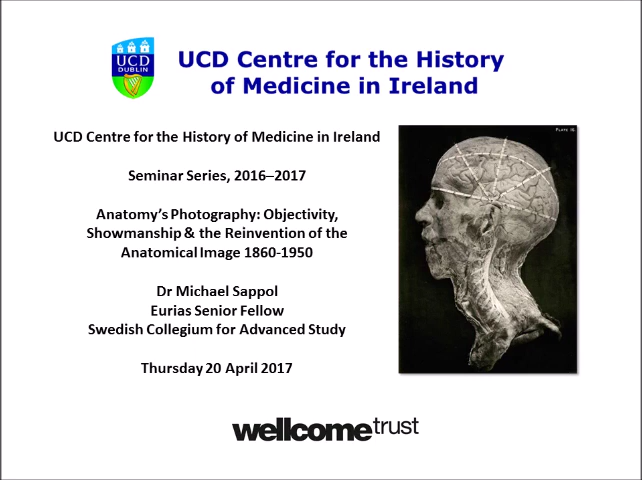 UCD
DUBLIN
UCD Centre for the History
of Medicine in Ireland
UCD Centre for the History of Medicine in Ireland
Seminar Series, 2016–2017
Anatomy's Photography: Objectivity,
Showmanship & the Reinvention of the
Anatomical Image 1860-1950
Dr Michael Sappol
Eurias Senior Fellow
Swedish Collegium for Advanced Study
Thursday 20 April 2017
wellcometrust